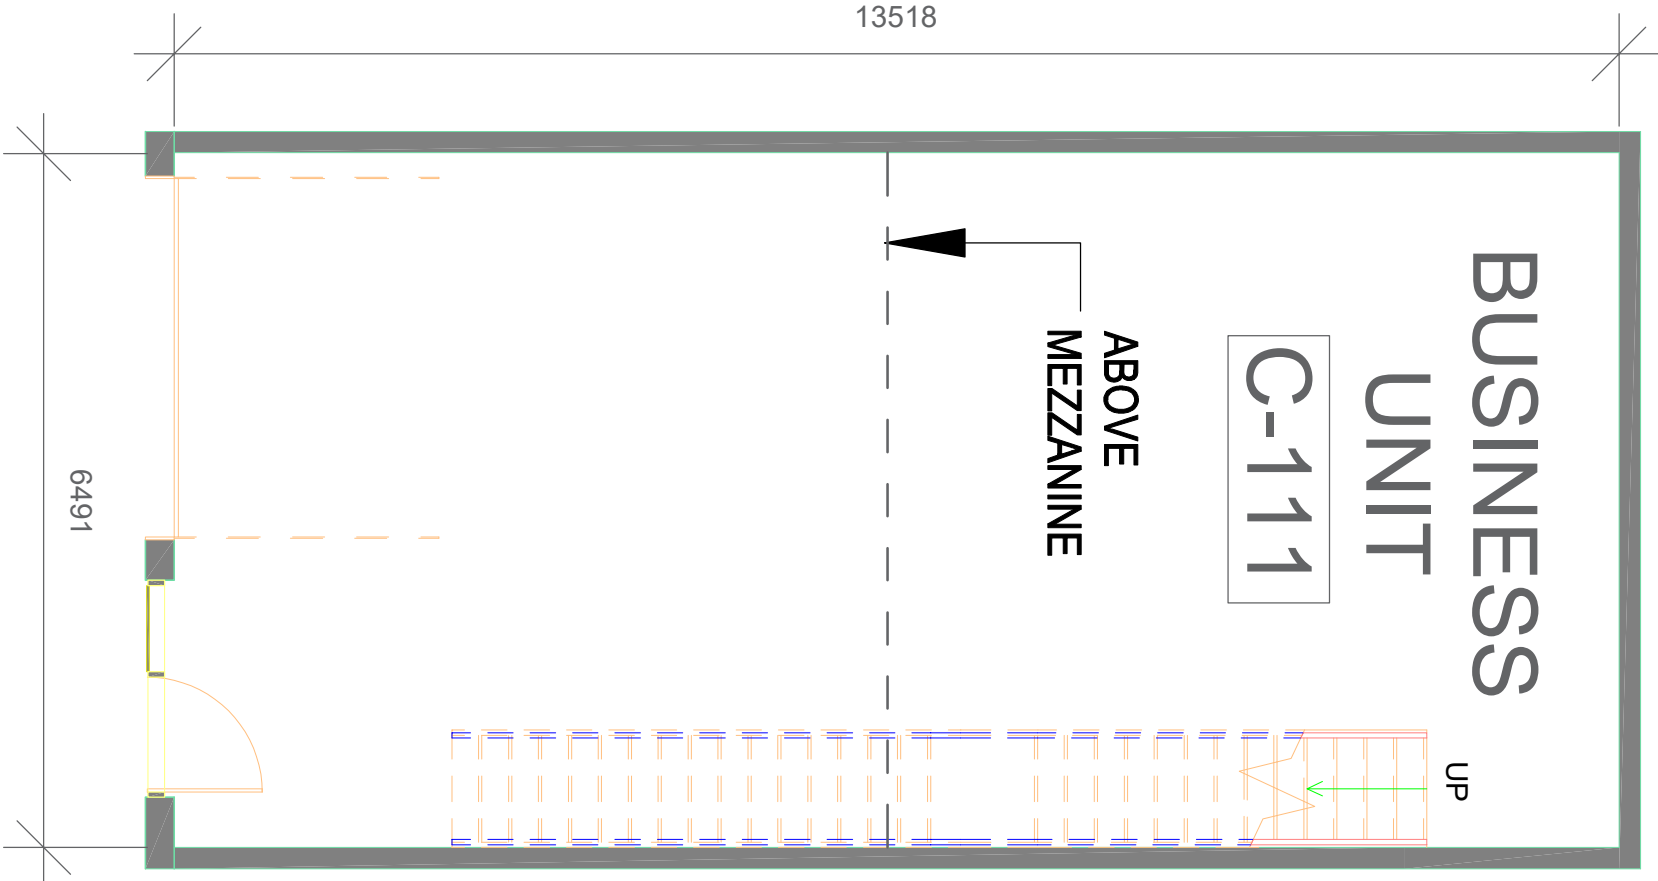 13518
6491
BUSINESS
UNIT
C-111
ABOVE
MEZZANINE
UP